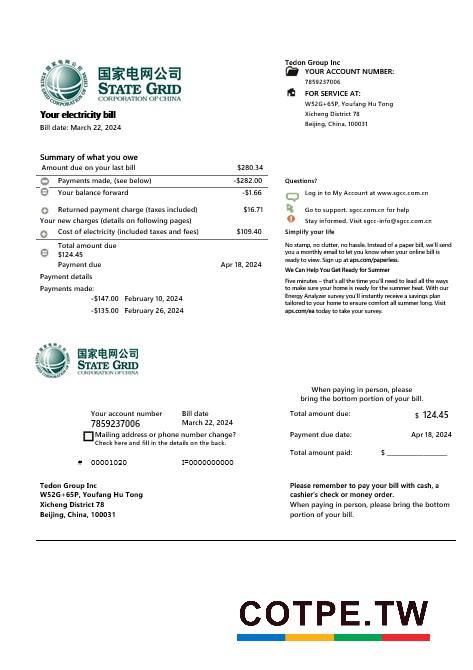 国家电网公司
STATE GRID
CORPORATION OF CHINA
Your electricity bill
Bill date: March 22, 2024
Tedon Group Inc
YOUR ACCOUNT NUMBER:
7859237006
FOR SERVICE AT:
W52G+65P, Youfang Hu Tong
Xicheng District 78
Beijing, China, 100031
Summary of what you owe
Amount due on your last bill $280.34
Payments made, (see below) -$282.00
Your balance forward -$1.66
Returned payment charge (taxes included) $16.71
Your new charges (details on following pages)
Cost of electricity (included taxes and fees) $109.40
Total amount due
$124.45
Payment due Apr 18, 2024
Payment details
Payments made:
-$147.00 February 10, 2024
-$135.00 February 26, 2024
Questions?
Log in to My Account at www.sgcc.com.cn
Go to support. sgcc.com.cn for help
Stay informed. Visit sgcc-info@sgcc.com.cn
Simplify your life
No stamp, no clutter, no hassle. Instead of a paper bill, we'll send
you a monthly email to let you know when your online bill is
ready to view. Sign up at aps.com/paperless.
We Can Help You Get Ready for Summer
Five minutes – that's all the time you'll need to lead all the ways
to make sure your home is ready for the summer heat. With our
Energy Analyzer survey you'll instantly receive a savings plan
tailored to your home to ensure comfort all summer long. Visit
aps.com/ea today to take your survey.
国家电网公司
STATE GRID
CORPORATION OF CHINA
When paying in person, please
bring the bottom portion of your bill.
Your account number Bill date
7859237006 March 22, 2024
Mailing address or phone number change?
Check here and fill in the details on the back.
# 00001020 I=0000000000
Total amount due: $ 124.45
Payment due date: Apr 18, 2024
Total amount paid: $
Tedon Group Inc
W52G+65P, Youfang Hu Tong
Xicheng District 78
Beijing, China, 100031
Please remember to pay your bill with cash, a
cashier's check or money order.
When paying in person, please bring the bottom
portion of your bill.
COTPE.TW